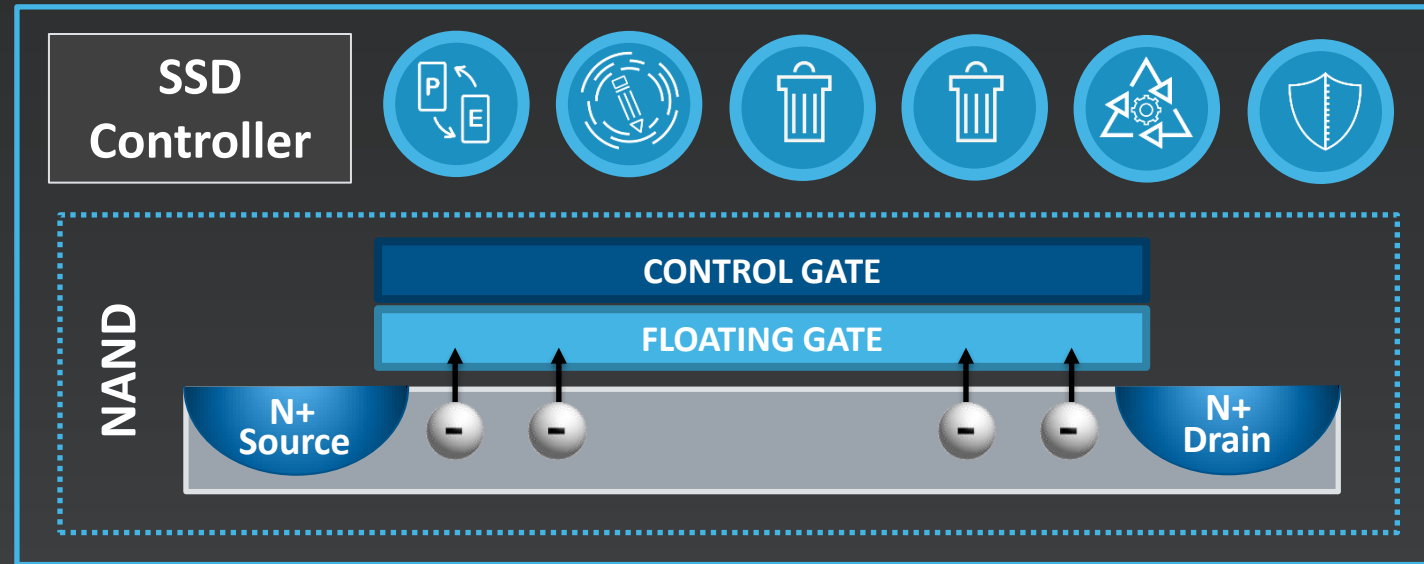 SSD
Controller
P
E
NAND
CONTROL GATE
FLOATING GATE
N+
Source
-
-
-
-
N+
Drain